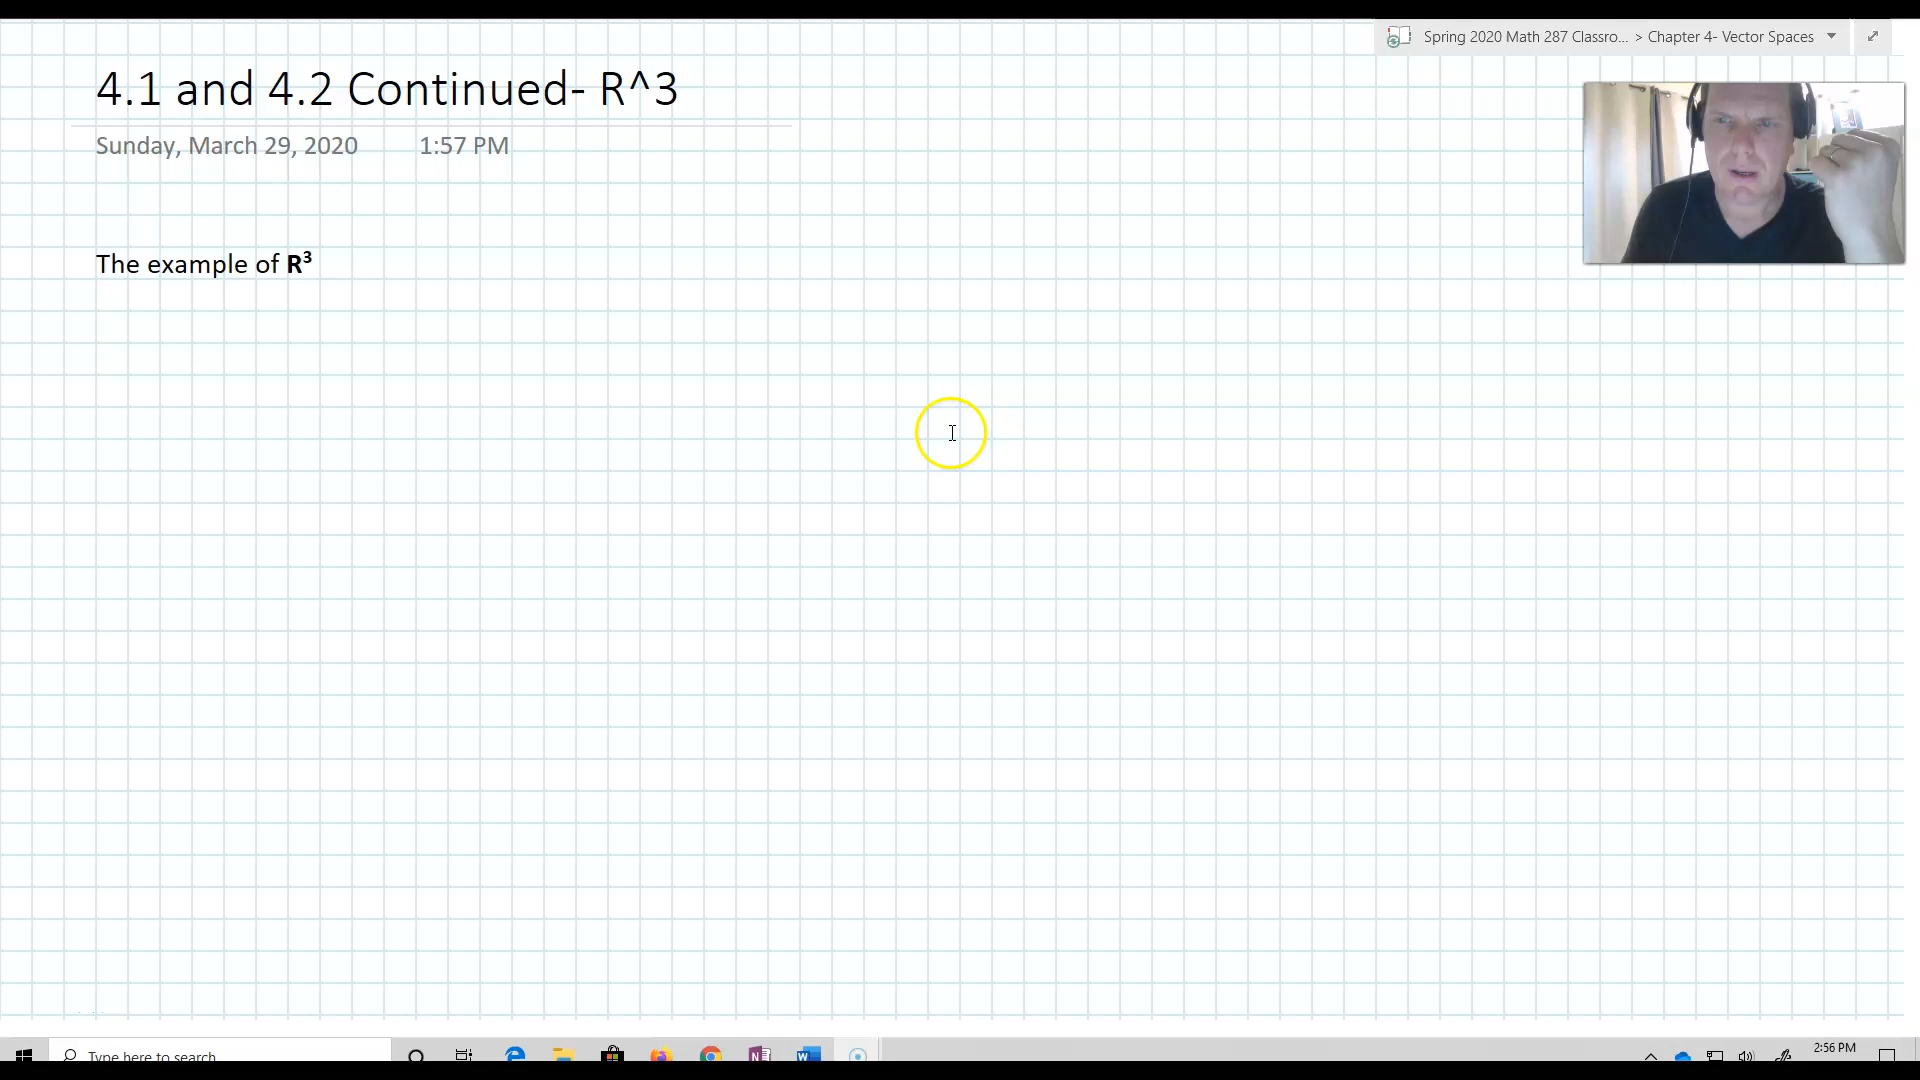 Spring 2020 Math 287 Classro... > Chapter 4- Vector Spaces
4.1 and 4.2 Continued- R^3
Sunday, March 29, 2020 1:57 PM
The example of R³
Type here to search
2:56 PM